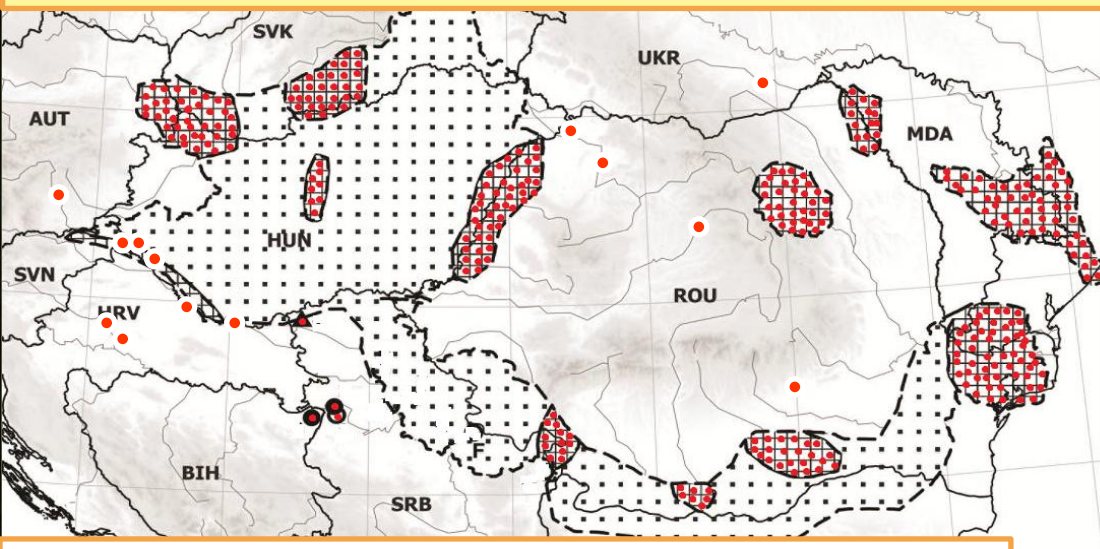 SVK
UKR
AUT
MDA
HUN
SVN
ROU
HRV
BIH
F
SRB